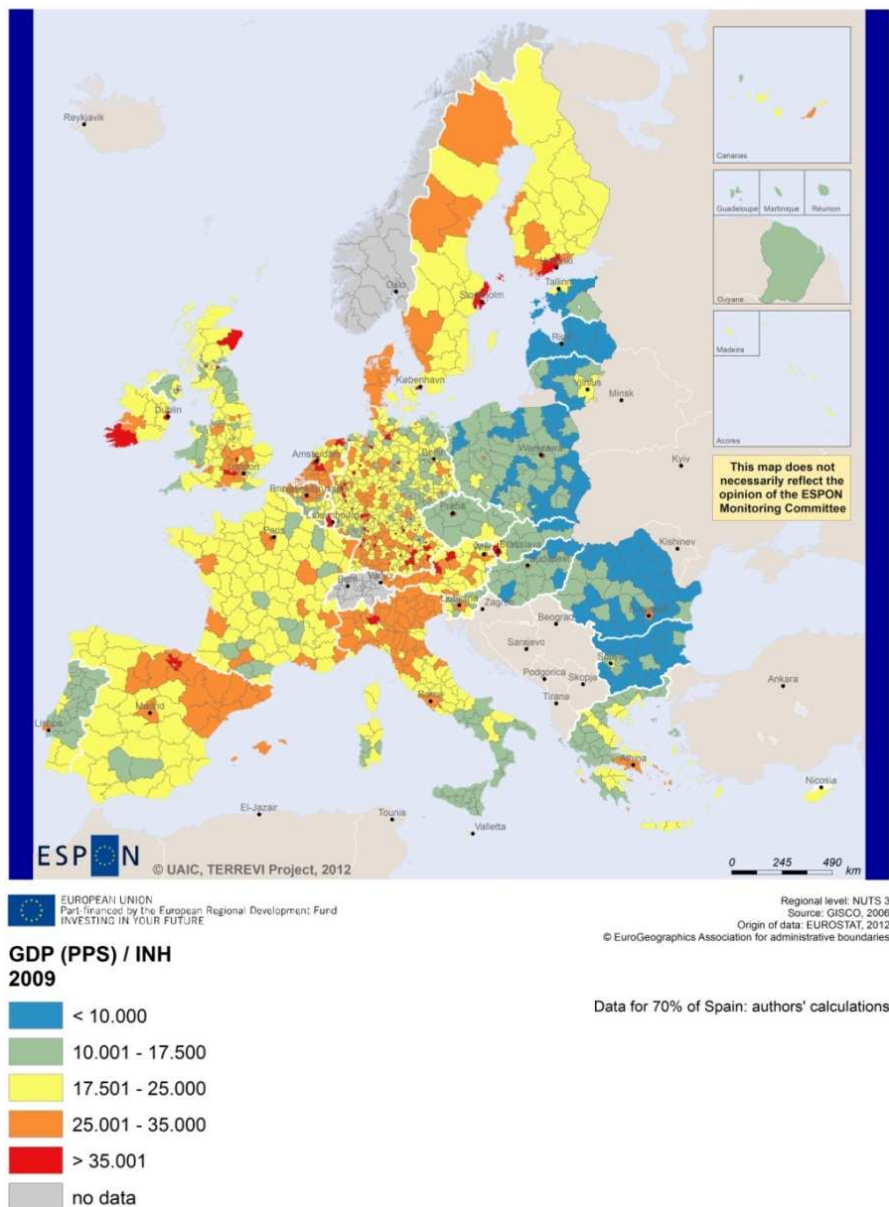 Reykjavik
Canaras
Guadeloupe
Martinique
Réunion
Guyane
Madeira
Acores
This map does not
necessarily reflect the
opinion of the ESPON
Monitoring Committee
Oslo
Tallinn
Stockholm
København
Vilnius
Minsk
Dublin
Amsterdam
London
Warszawa
Kyiv
Paris
Praha
Kishinev
Bern
Zagreb
Beograd
Sarajevo
Podgorica
Skopje
Tirana
Ankara
Madrid
Roma
Lisboa
Athina
Nicosia
El-Jazair
Tounis
Valletta
ESPON
© UAIC, TERREVI Project, 2012
0 245 490
km
EUROPEAN UNION
Part-financed by the European Regional Development Fund
INVESTING IN YOUR FUTURE
Regional level: NUTS 3
Source: GISCO, 2006
Origin of data: EUROSTAT, 2012
© EuroGeographics Association for administrative boundaries
GDP (PPS) / INH
2009
< 10.000
10.001 - 17.500
17.501 - 25.000
25.001 - 35.000
> 35.001
no data
Data for 70% of Spain: authors' calculations